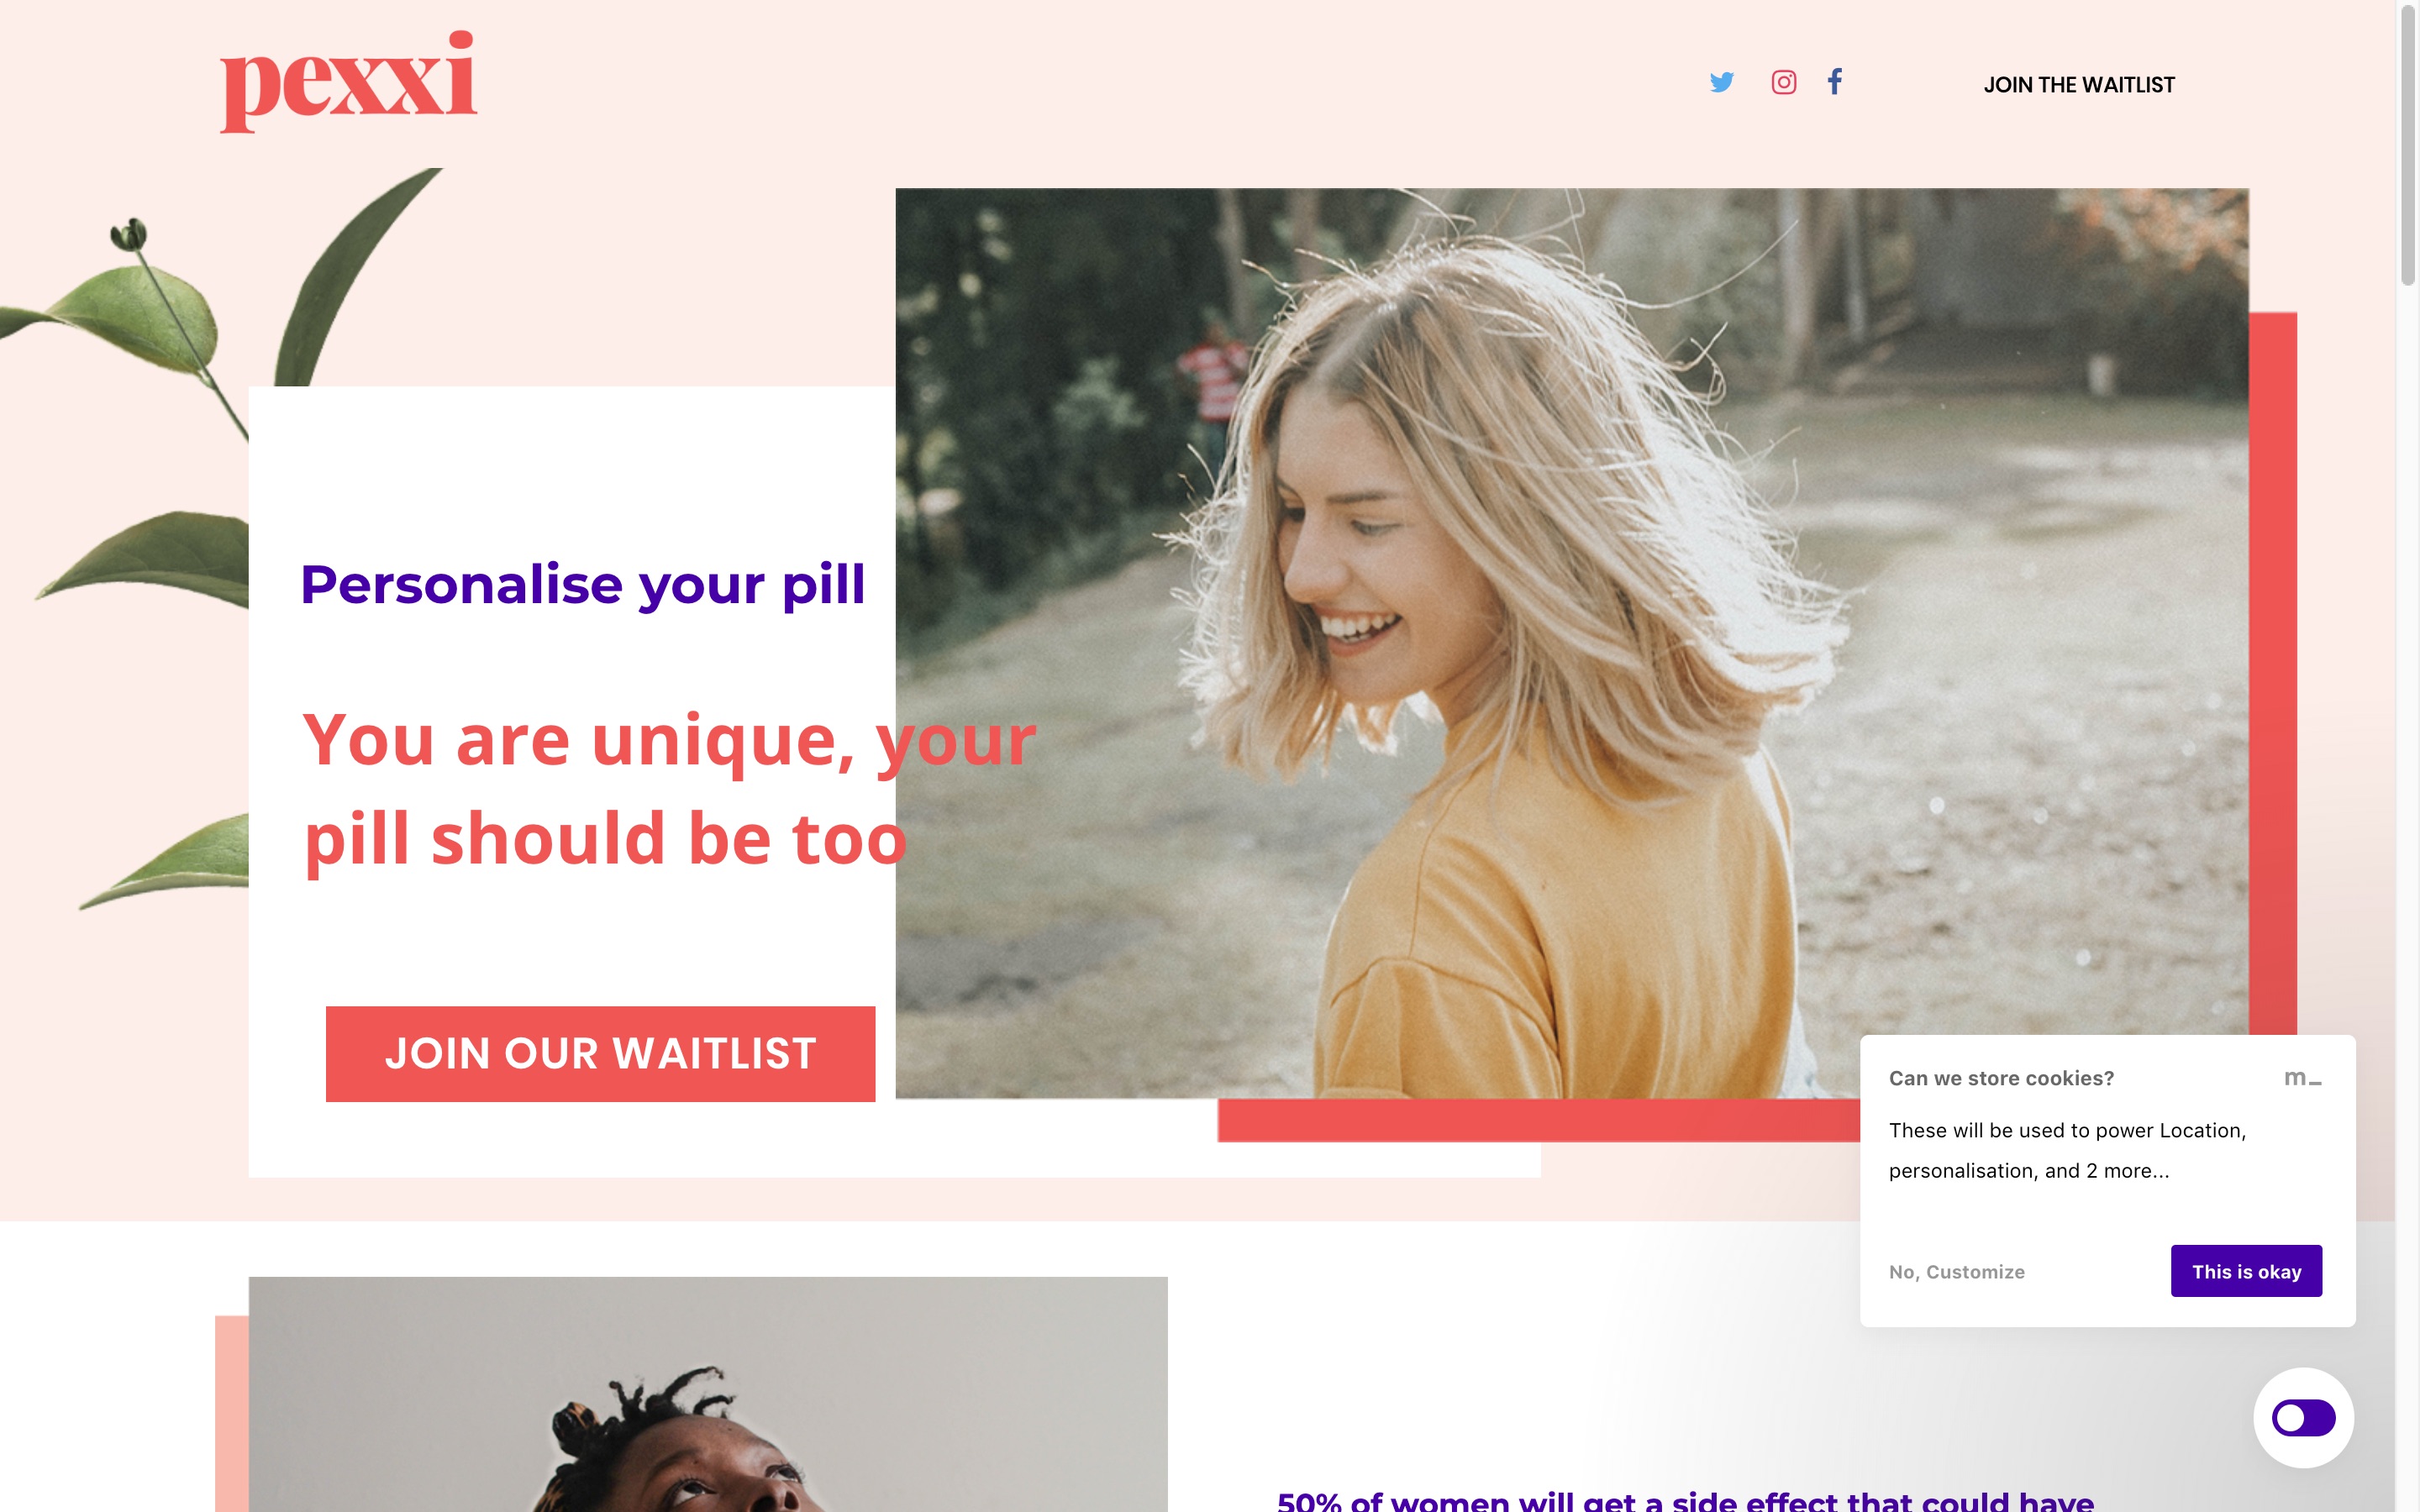 pexxi
JOIN THE WAITLIST
Personalise your pill
You are unique, your
pill should be too
JOIN OUR WAITLIST
Can we store cookies?
m_
These will be used to power Location,
personalisation, and 2 more...
No, Customize
This is okay
50% of women will get a side effect that could have